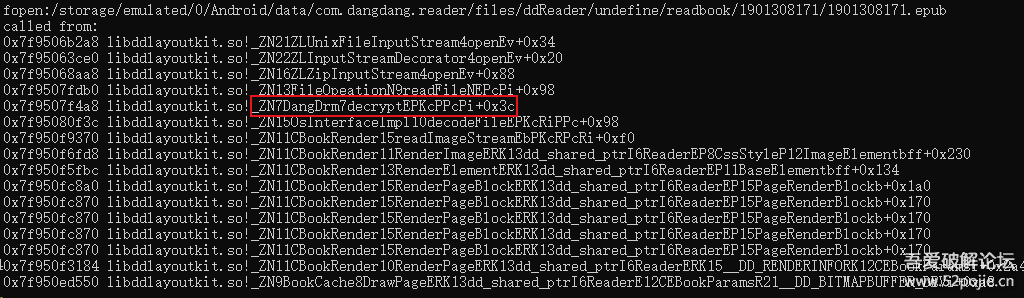 fopen:/storage/emulated/0/Android/data/com.dangdang.reader/files/ddReader/undefine/readbook/1901308171/1901308171.epub
called from:
0x7f9506b2a8 libddlayoutkit.so!_ZN21ZLUnixFileInputStream4openEv+0x34
0x7f95063ce0 libddlayoutkit.so!_ZN22ZLInputStreamDecorator4openEv+0x20
0x7f95068aa8 libddlayoutkit.so!_ZN16ZLZipInputStream4openEv+0x88
0x7f9507fdb0 libddlayoutkit.so!_ZN13FileOpeationN9readFileNEPcPi+0x98
0x7f9507f4a8 libddlayoutkit.so!_ZN7DangDrm7decryptEPKcPPcPi+0x3c
0x7f95080f3c libddlayoutkit.so!_ZN15OsInterfaceImpl10decodeFileEPKcRiPPc+0x98
0x7f950f9370 libddlayoutkit.so!_ZN11CBookRender15readImageStreamEbPKcRPcRi+0xf0
0x7f950f6fd8 libddlayoutkit.so!_ZN11CBookRender11RenderImageERK13dd_shared_ptrI6ReaderEP8CssStyleP12ImageElementbff+0x230
0x7f950f5fbc libddlayoutkit.so!_ZN11CBookRender13RenderElementERK13dd_shared_ptrI6ReaderEP11BaseElementbff+0x134
0x7f950fc8a0 libddlayoutkit.so!_ZN11CBookRender15RenderPageBlockERK13dd_shared_ptrI6ReaderEP15PageRenderBlockb+0x1a0
0x7f950fc870 libddlayoutkit.so!_ZN11CBookRender15RenderPageBlockERK13dd_shared_ptrI6ReaderEP15PageRenderBlockb+0x170
0x7f950fc870 libddlayoutkit.so!_ZN11CBookRender15RenderPageBlockERK13dd_shared_ptrI6ReaderEP15PageRenderBlockb+0x170
0x7f950fc870 libddlayoutkit.so!_ZN11CBookRender15RenderPageBlockERK13dd_shared_ptrI6ReaderEP15PageRenderBlockb+0x170
0x7f950fc870 libddlayoutkit.so!_ZN11CBookRender15RenderPageBlockERK13dd_shared_ptrI6ReaderEP15PageRenderBlockb+0x170
0x7f950f3184 libddlayoutkit.so!
0x7f950ed550 libddlayoutkit.so!
吾爱破解论坛
www.52pojie.cn